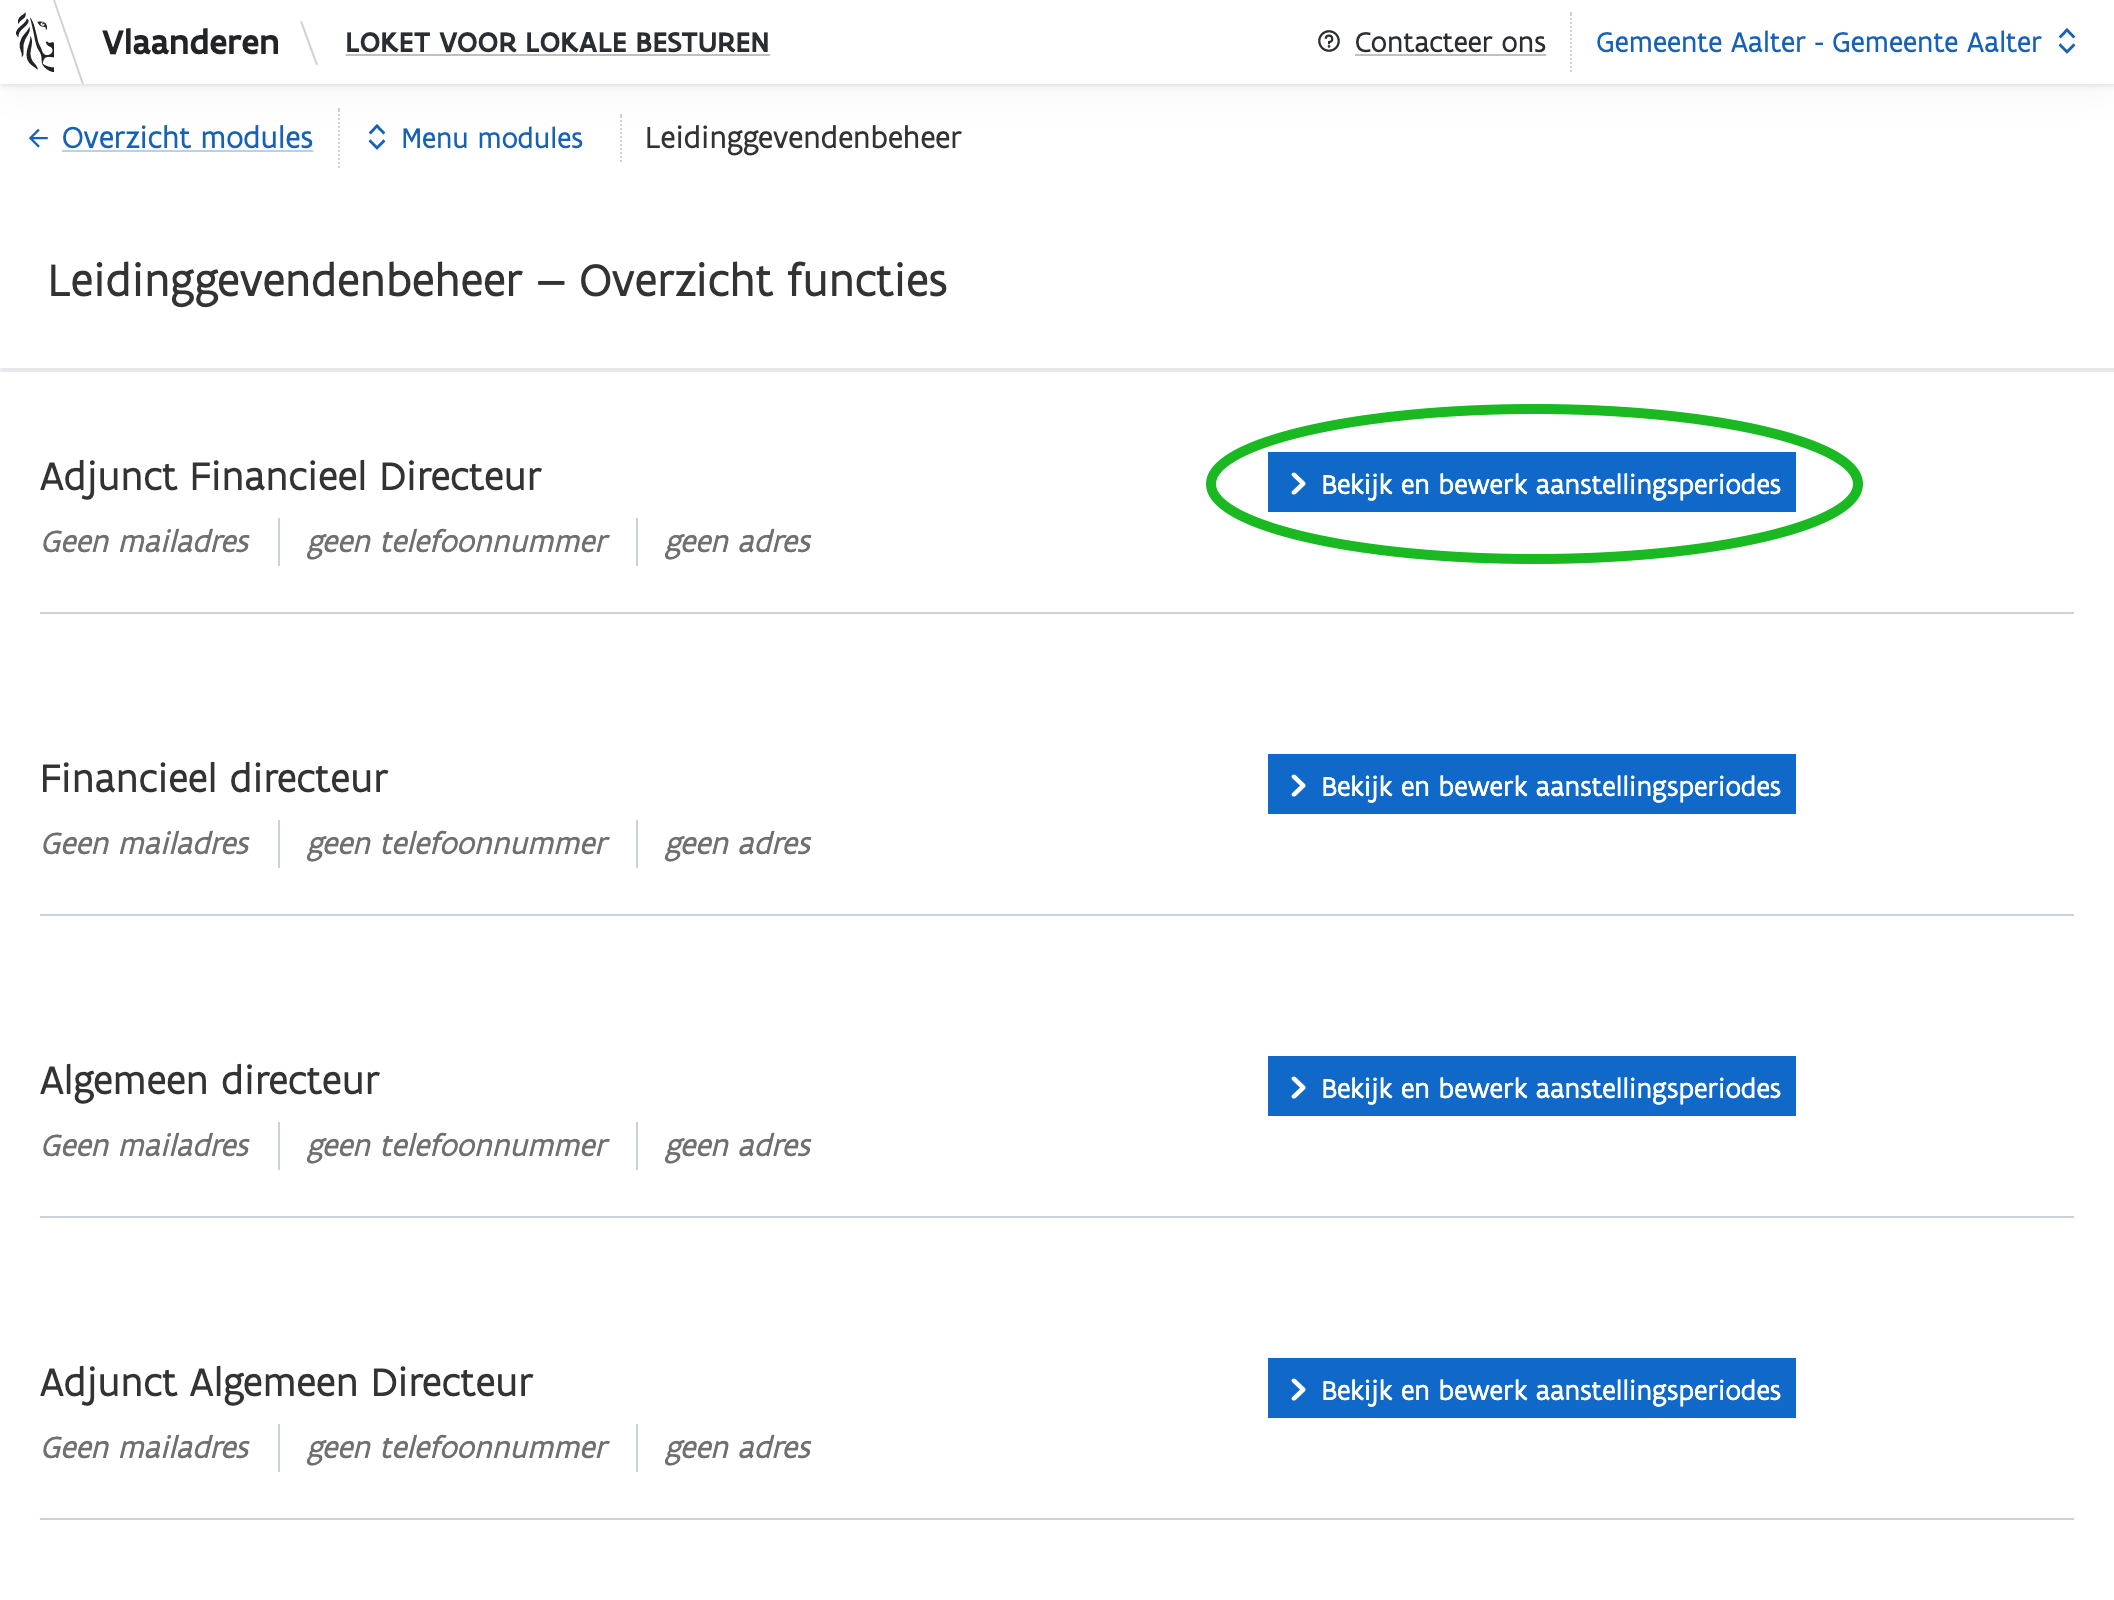 Vlaanderen LOKET VOOR LOKALE BESTUREN Contacteer ons Gemeente Aalter - Gemeente Aalter
Overzicht modules Menu modules Leidinggevendenbeheer
Leidinggevendenbeheer – Overzicht functies
Adjunct Financieel Directeur Bekijk en bewerk aanstellingsperiodes
Geen mailadres geen telefoonnummer geen adres
Financieel directeur Bekijk en bewerk aanstellingsperiodes
Geen mailadres geen telefoonnummer geen adres
Algemeen directeur Bekijk en bewerk aanstellingsperiodes
Geen mailadres geen telefoonnummer geen adres
Adjunct Algemeen Directeur Bekijk en bewerk aanstellingsperiodes
Geen mailadres geen telefoonnummer geen adres